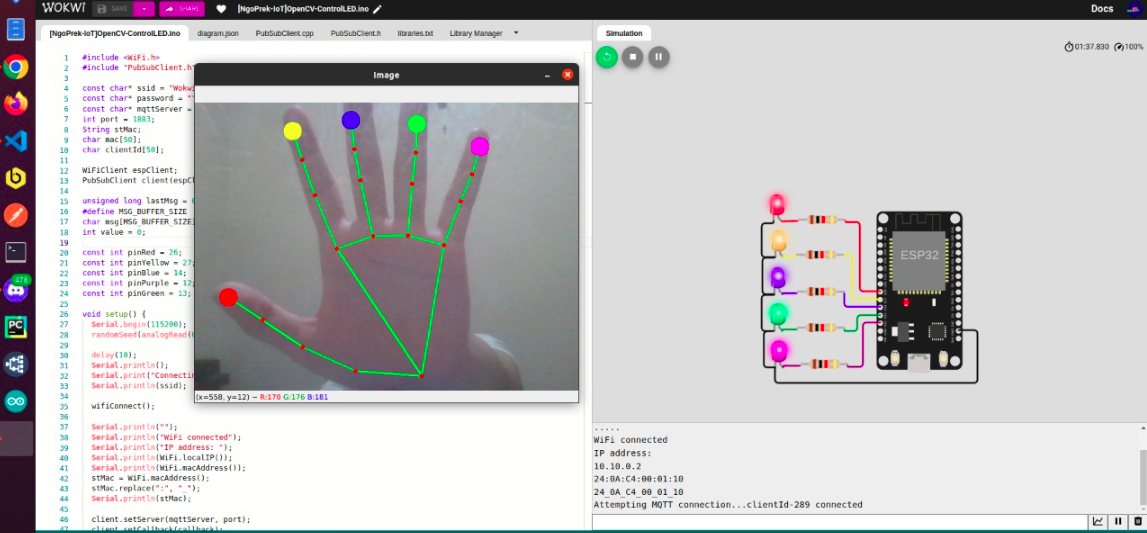 WOKWI
SAVE
SHARE
[NgoPrek-IoT]OpenCV-ControlLED.ino
Docs
[NgoPrek-IoT]OpenCV-ControlLED.ino
diagram.json
PubSubClient.cpp
PubSubClient.h
libraries.txt
Library Manager
Simulation
01:37.830
100%
1 #include <WiFi.h>
2 #include "PubSubClient.h"
3
4 const char* ssid = "Wokwi
5 const char* password = "
6 const char* mqttServer =
7 int port = 1883;
8 String stMac;
9 char mac[50];
10 char clientId[50];
11
12 WiFiClient espClient;
13 PubSubClient client(espCl
14
15 unsigned long lastMsg = 0
16 #define MSG_BUFFER_SIZE
17 char msg[MSG_BUFFER_SIZE]
18 int value = 0;
19
20 const int pinRed = 26;
21 const int pinYellow = 27;
22 const int pinBlue = 14;
23 const int pinPurple = 12;
24 const int pinGreen = 13;
26 void setup() {
27 Serial.begin(115200);
28 randomSeed(analogRead(
30 delay(10);
31 Serial.println();
32 Serial.print("Connectin
33 Serial.println(ssid);
34
35 wifiConnect();
36
37 Serial.println("");
38 Serial.println("WiFi connected");
39 Serial.println("IP address: ");
40 Serial.println(WiFi.localIP());
41 Serial.println(WiFi.macAddress());
42 stMac = WiFi.macAddress();
43 stMac.replace(":", "_");
44 Serial.println(stMac);
45
46 client.setServer(mqttServer, port);
47 client.setCallback(callback);
Image
(x=558, y=12) ~ R:170 G:176 B:181
ESP32
.....
WiFi connected
IP address:
10.10.0.2
24:0A:C4:00:01:10
24_0A_C4_00_01_10
Attempting MQTT connection...clientId-289 connected
478
PC